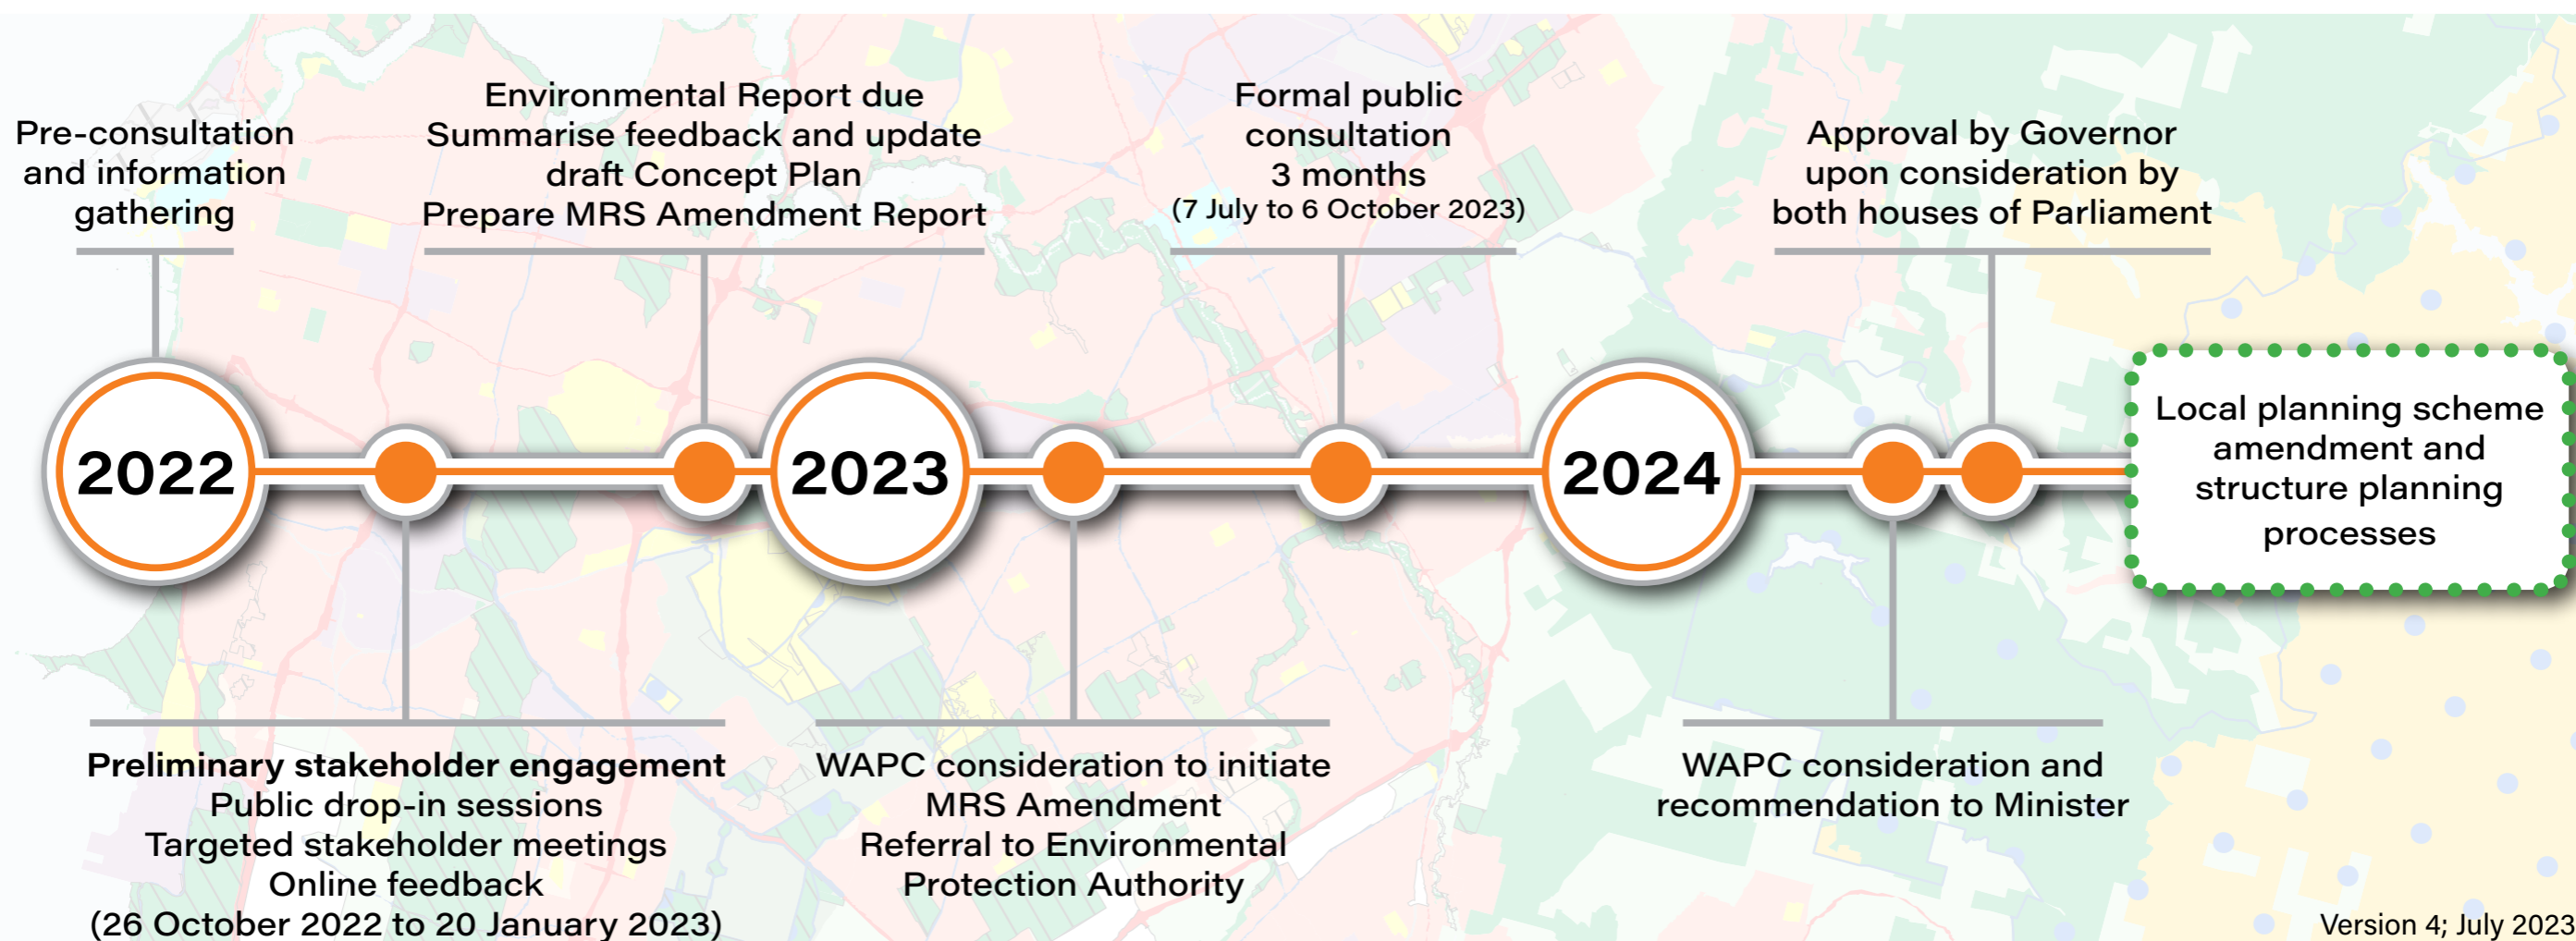 Pre-consultation
and information
gathering
Environmental Report due
Summarise feedback and update
draft Concept Plan
Prepare MRS Amendment Report
Formal public
consultation
3 months
(7 July to 6 October 2023)
Approval by Governor
upon consideration by
both houses of Parliament
2022
2023
2024
Local planning scheme
amendment and
structure planning
processes
Preliminary stakeholder engagement
Public drop-in sessions
Targeted stakeholder meetings
Online feedback
(26 October 2022 to 20 January 2023)
WAPC consideration to initiate
MRS Amendment
Referral to Environmental
Protection Authority
WAPC consideration and
recommendation to Minister
Version 4; July 2023